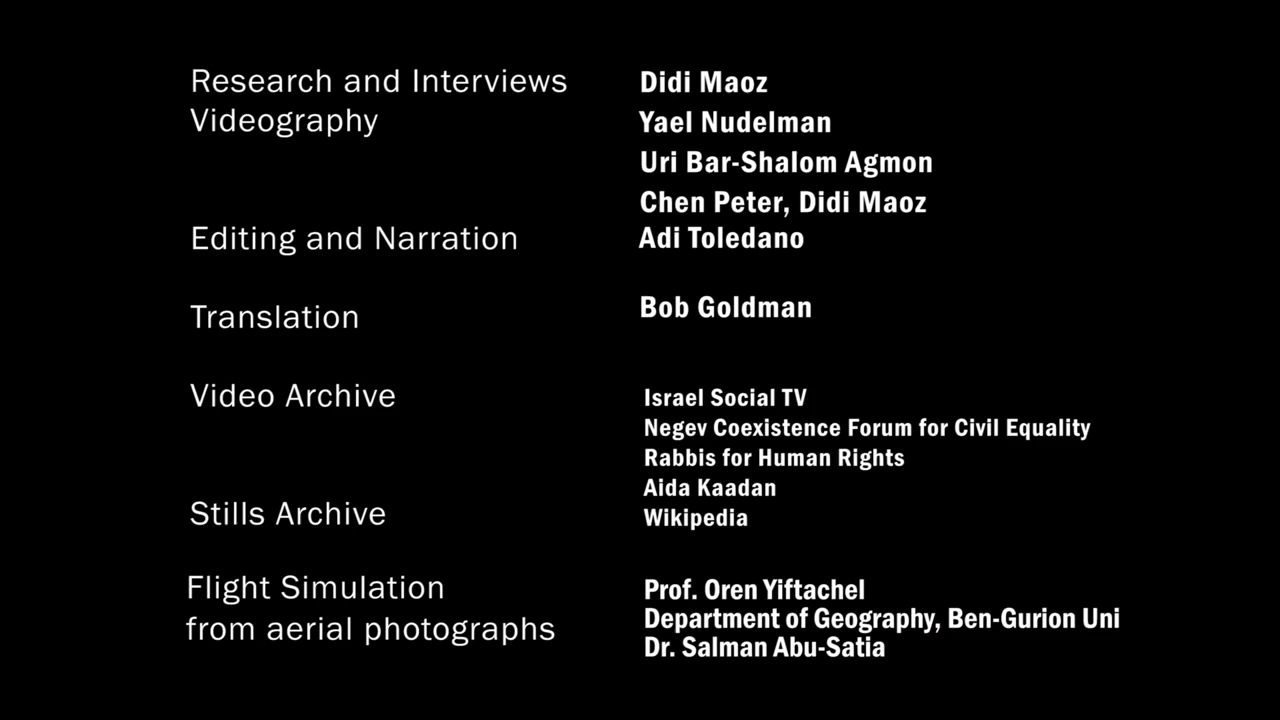 Research and Interviews Didi Maoz
Videography Yael Nudelman
Uri Bar-Shalom Agmon
Chen Peter, Didi Maoz
Editing and Narration Adi Toledano
Translation Bob Goldman
Video Archive Israel Social TV
Negev Coexistence Forum for Civil Equality
Rabbis for Human Rights
Aida Kaadan
Stills Archive Wikipedia
Flight Simulation Prof. Oren Yiftachel
from aerial photographs Department of Geography, Ben-Gurion Uni
Dr. Salman Abu-Satia